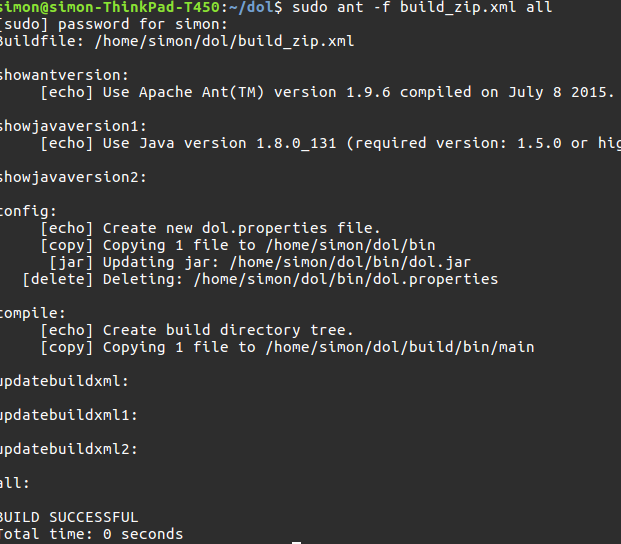 simon@simon-ThinkPad-T450:~/dol$ sudo ant -f build_zip.xml all
[sudo] password for simon:
Buildfile: /home/simon/dol/build_zip.xml
showantversion:
[echo] Use Apache Ant(TM) version 1.9.6 compiled on July 8 2015.
showjavaversion1:
[echo] Use Java version 1.8.0_131 (required version: 1.5.0 or hig
showjavaversion2:
config:
[echo] Create new dol.properties file.
[copy] Copying 1 file to /home/simon/dol/bin
[jar] Updating jar: /home/simon/dol/bin/dol.jar
[delete] Deleting: /home/simon/dol/bin/dol.properties
compile:
[echo] Create build directory tree.
[copy] Copying 1 file to /home/simon/dol/build/bin/main
updatebuildxml:
updatebuildxml1:
updatebuildxml2:
all:
BUILD SUCCESSFUL
Total time: 0 seconds